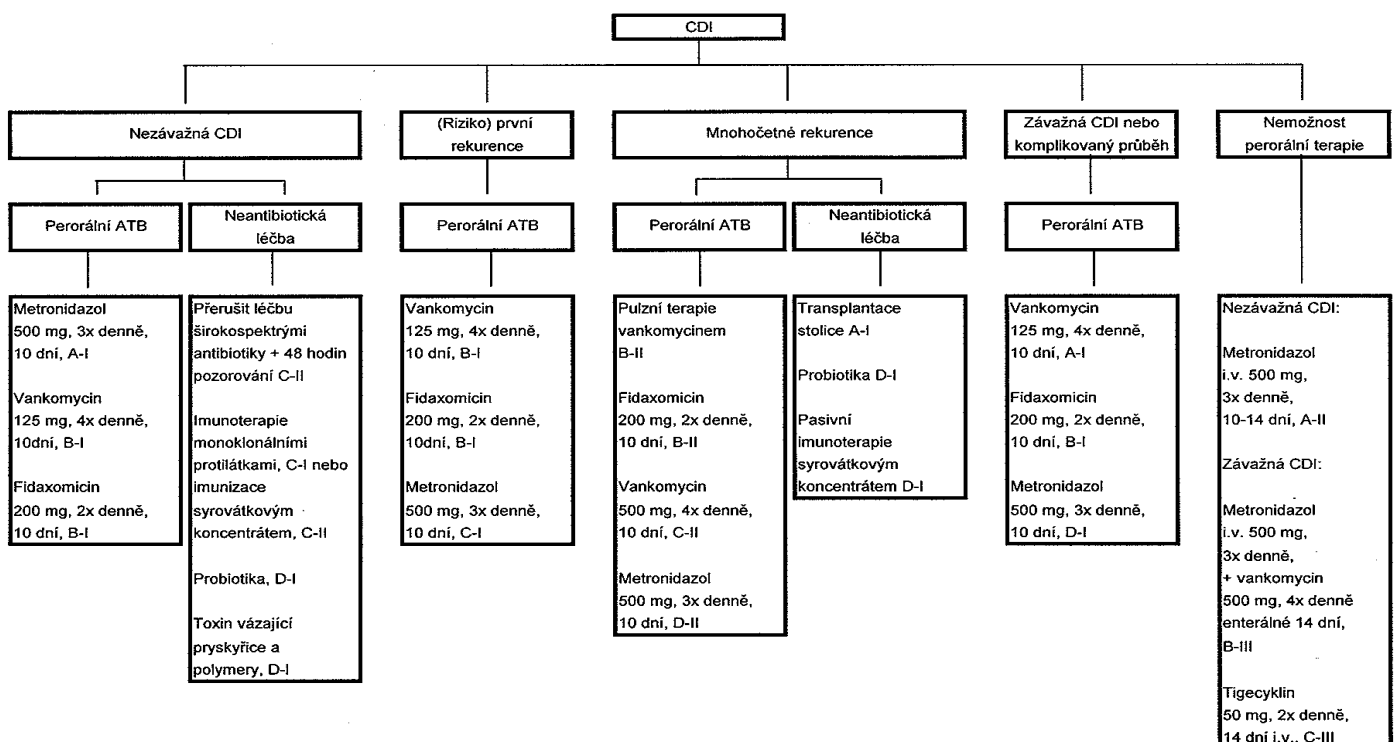 CDI
Nezávažná CDI
(Riziko) první
rekurence
Mnohočetné rekurence
Závažná CDI nebo
komplikovaný průběh
Nemožnost
perorální terapie
Perorální ATB
Neantibiotická
léčba
Perorální ATB
Perorální ATB
Neantibiotická
léčba
Perorální ATB
Metronidazol
500 mg, 3x denně,
10 dní, A-I
Vankomycin
125 mg, 4x denně,
10dní, B-I
Fidaxomicin
200 mg, 2x denně,
10 dní, B-I
Přerušit léčbu
širokospektrými
antibiotiky + 48 hodin
pozorování C-II
Imunoterapie
monoklonálními
protilátkami, C-I nebo
imunizace
syrovátkovým
koncentrátem, C-II
Probiotika, D-I
Toxin vázající
pryskyřice a
polymery, D-I
Vankomycin
125 mg, 4x denně,
10 dní, B-I
Fidaxomicin
200 mg, 2x denně,
10dní, B-I
Metronidazol
500 mg, 3x denně,
10 dní, C-I
Pulzní terapie
vankomycinem
B-II
Fidaxomicin
200 mg, 2x denně,
10 dní, B-II
Vankomycin
500 mg, 4x denně,
10 dní, C-II
Metronidazol
500 mg, 3x denně,
10 dní, D-II
Transplantace
stolice A-I
Probiotika D-I
Pasivní
imunoterapie
syrovátkovým
koncentrátem D-I
Vankomycin
125 mg, 4x denně,
10 dní, A-I
Fidaxomicin
200 mg, 2x denně,
10 dní, B-I
Metronidazol
500 mg, 3x denně,
10 dní, D-I
Nezávažná CDI:
Metronidazol
i.v. 500 mg,
3x denně,
10-14 dní, A-II
Závažná CDI:
Metronidazol
i.v. 500 mg,
3x denně,
+ vankomycin
500 mg, 4x denně
enterálné 14 dní,
B-III
Tigecyklin
50 mg, 2x denně,
14 dní i.v., C-III